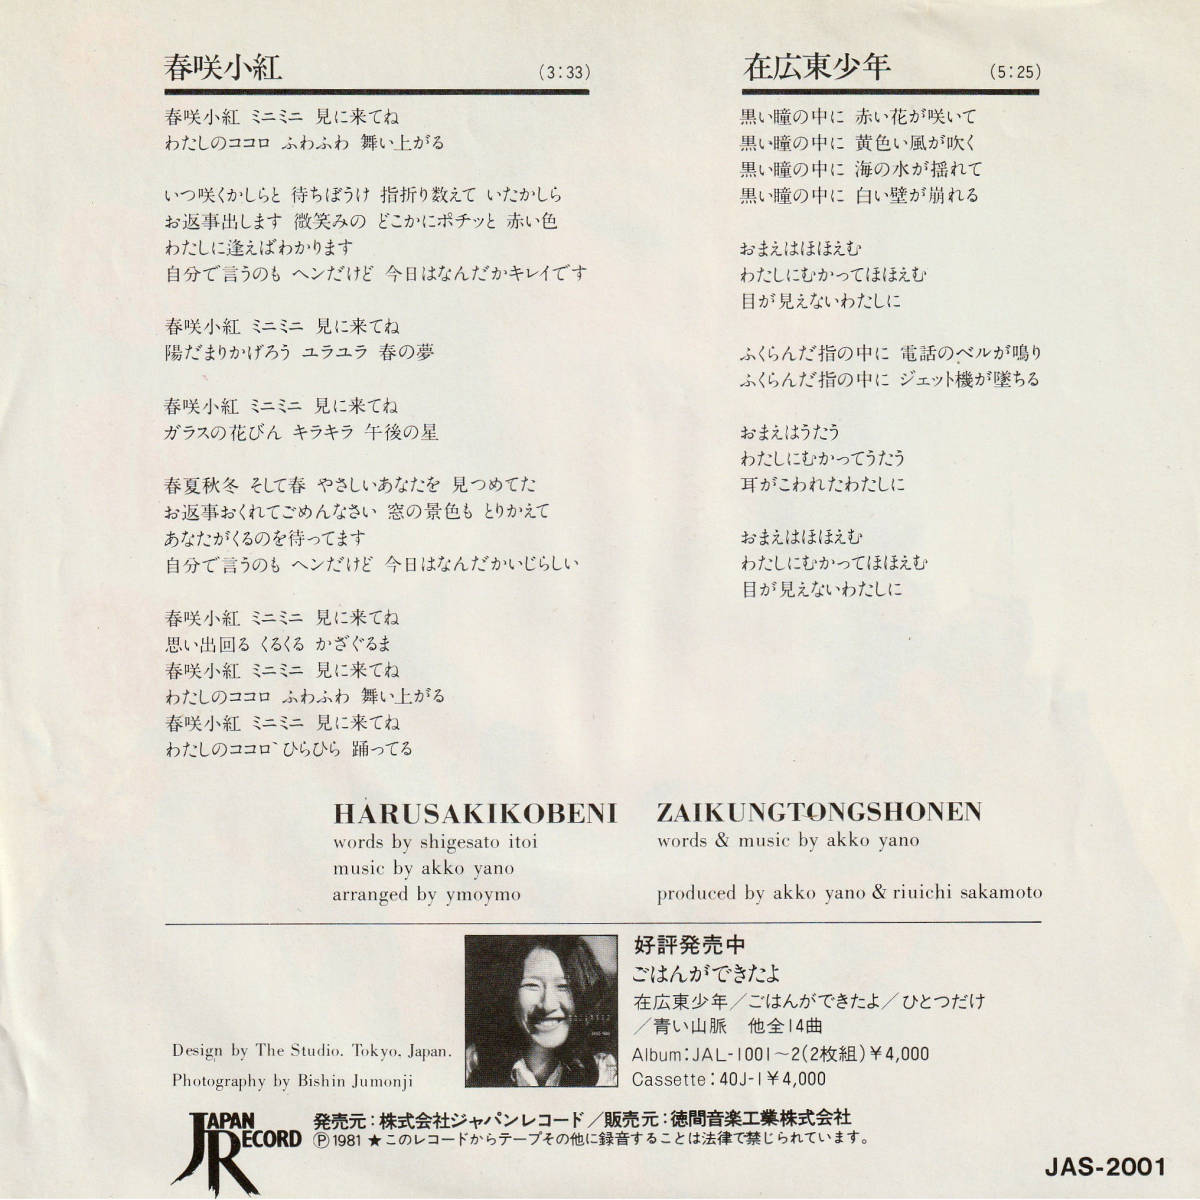 春咲小紅 (3:33)
春咲小紅 ミニミニ 見に来てね
わたしのココロ ふわふわ 舞い上がる
いつ咲くかしらと 待ちぼうけ 指折り数えて いたかしら
お返事出します 微笑みの どこかにポチッと 赤い色
わたしに逢えばわかります
自分で言うのも ヘンだけど 今日はなんだかキレイです
春咲小紅 ミニミニ 見に来てね
陽だまりかげろう ユラユラ 春の夢
春咲小紅 ミニミニ 見に来てね
ガラスの花びん キラキラ 午後の星
春夏秋冬 そして春 やさしいあなたを 見つめてた
お返事おくれてごめんなさい 窓の景色も とりかえて
あなたがくるのを待ってます
自分で言うのも ヘンだけど 今日はなんだかいじらしい
春咲小紅 ミニミニ 見に来てね
思い出回る くるくる かざぐるま
春咲小紅 ミニミニ 見に来てね
わたしのココロ ふわふわ 舞い上がる
春咲小紅 ミニミニ 見に来てね
わたしのココロ ひらひら 踊ってる
在広東少年 (5:25)
黒い瞳の中に 赤い花が咲いて
黒い瞳の中に 黄色い風が吹く
黒い瞳の中に 海の水が揺れて
黒い瞳の中に 白い壁が崩れる
おまえはほほえむ
わたしにむかってほほえむ
目が見えないわたしに
ふくらんだ指の中に 電話のベルが鳴り
ふくらんだ指の中に ジェット機が墜ちる
おまえはうたう
わたしにむかってうたう
耳がこわれたわたしに
おまえはほほえむ
わたしにむかってほほえむ
目が見えないわたしに
HARUSAKIKOBENI
words by shigesato itoi
music by akko yano
arranged by ymoymo
ZAIKUNGTONGSHONEN
words & music by akko yano
produced by akko yano & riuichi sakamoto
好評発売中
ごはんができたよ
在広東少年／ごはんができたよ／ひとつだけ
／青い山脈 他全14曲
Album:JAL-1001～2(2枚組)¥4,000
Cassette:40J-1¥4,000
Design by The Studio. Tokyo, Japan.
Photography by Bishin Jumonji
JAPAN RECORD
発売元:株式会社ジャパンレコード／販売元:徳間音楽工業株式会社
Ⓟ1981 ★このレコードからテープその他に録音することは法律で禁じられています。
JAS-2001